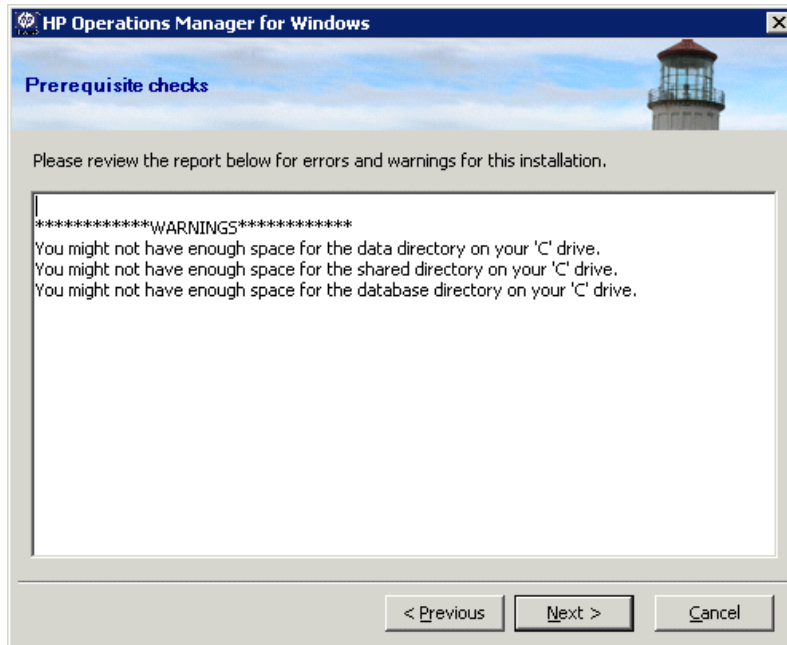 HP Operations Manager for Windows
Prerequisite checks
Please review the report below for errors and warnings for this installation.
************WARNINGS************
You might not have enough space for the data directory on your 'C' drive.
You might not have enough space for the shared directory on your 'C' drive.
You might not have enough space for the database directory on your 'C' drive.
< Previous Next > Cancel